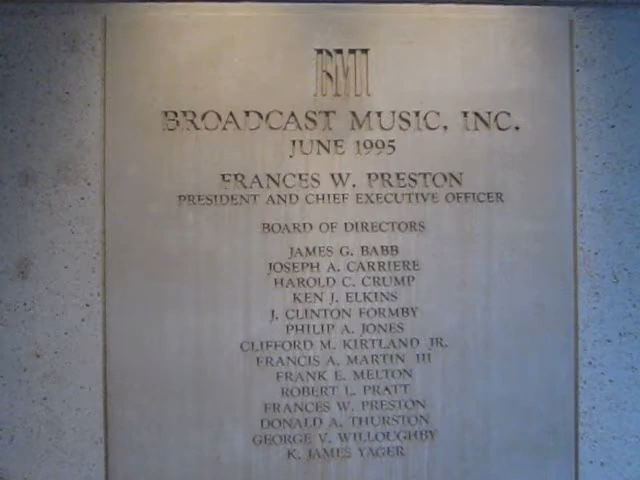 BMI
BROADCAST MUSIC, INC.
JUNE 1995
FRANCES W. PRESTON
PRESIDENT AND CHIEF EXECUTIVE OFFICER
BOARD OF DIRECTORS
JAMES G. BABB
JOSEPH A. CARRIERE
HAROLD C. CRUMP
KEN J. ELKINS
J. CLINTON FORMBY
PHILIP A. JONES
CLIFFORD M. KIRTLAND JR.
FRANCIS A. MARTIN III
FRANK E. MELTON
ROBERT L. PRATT
FRANCES W. PRESTON
DONALD A. THURSTON
GEORGE V. WILLOUGHBY
K. JAMES YAGER